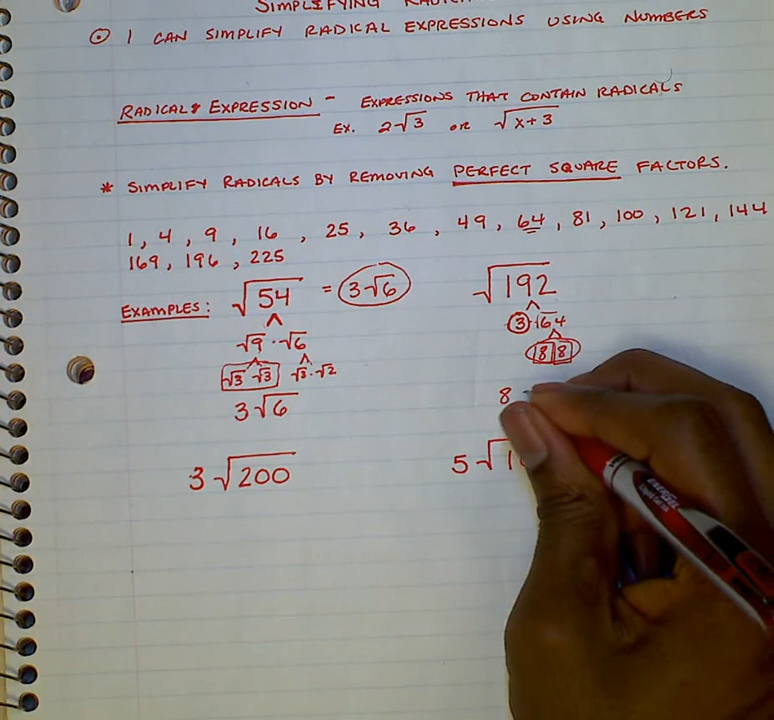 SIMPLIFYING
I CAN SIMPLIFY RADICAL EXPRESSIONS USING NUMBERS
RADICAL EXPRESSION - EXPRESSIONS THAT CONTAIN RADICALS
EX. 2√3 OR √x+3
* SIMPLIFY RADICALS BY REMOVING PERFECT SQUARE FACTORS.
1, 4, 9, 16, 25, 36, 49, 64, 81, 100, 121, 144
169, 196, 225
EXAMPLES: √54 = 3√6 √192
√9 · √6 3 · 64
√3 √3 √3 · √2 8 8
3√6 8
3√200 5√1